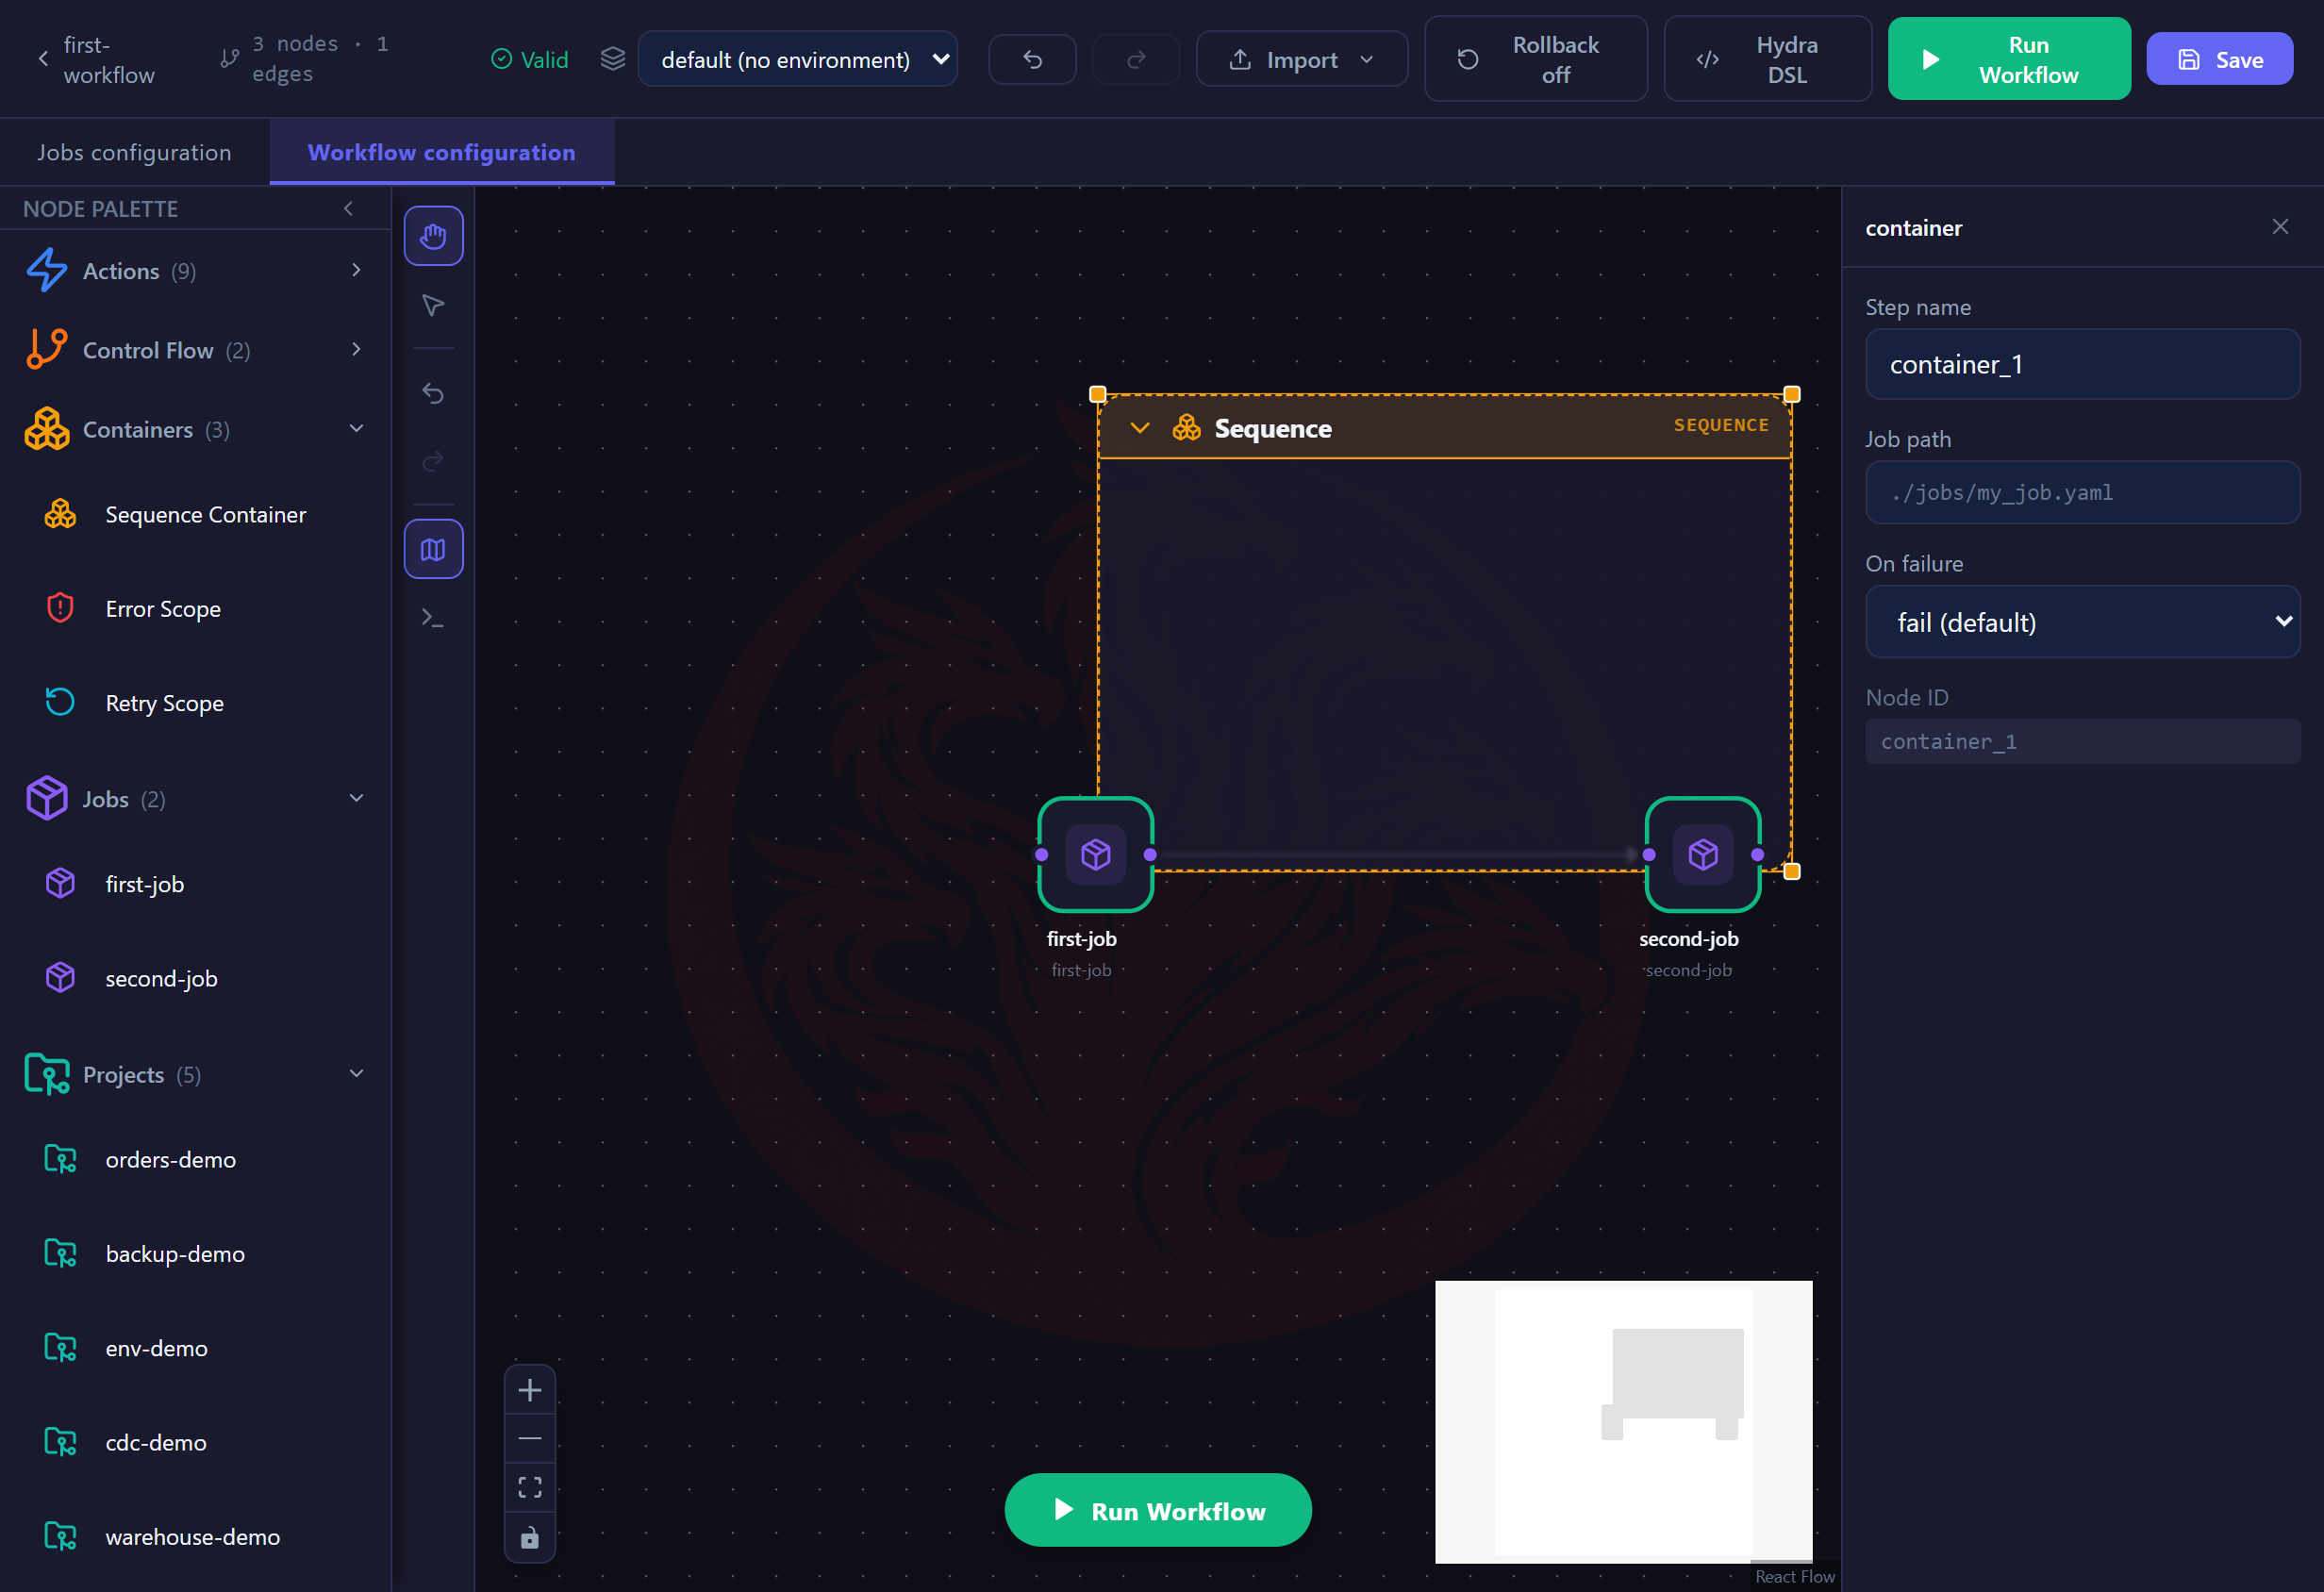 first-
workflow
3 nodes · 1
edges
Valid
default (no environment)
Import
Rollback
off
Hydra
DSL
Run
Workflow
Save
Jobs configuration
Workflow configuration
NODE PALETTE
Actions (9)
Control Flow (2)
Containers (3)
Sequence Container
Error Scope
Retry Scope
Jobs (2)
first-job
second-job
Projects (5)
orders-demo
backup-demo
env-demo
cdc-demo
warehouse-demo
Sequence
SEQUENCE
first-job
first-job
second-job
second-job
Run Workflow
React Flow
container
Step name
container_1
Job path
./jobs/my_job.yaml
On failure
fail (default)
Node ID
container_1